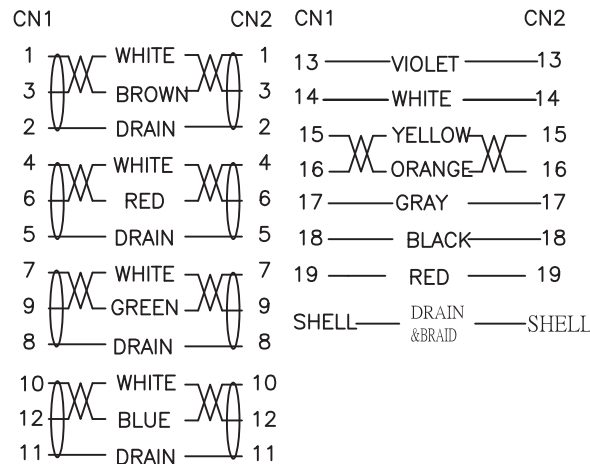 CN1 CN2
1 WHITE 1
3 BROWN 3
2 DRAIN 2
4 WHITE 4
6 RED 6
5 DRAIN 5
7 WHITE 7
9 GREEN 9
8 DRAIN 8
10 WHITE 10
12 BLUE 12
11 DRAIN 11
CN1 CN2
13 VIOLET 13
14 WHITE 14
15 YELLOW 15
16 ORANGE 16
17 GRAY 17
18 BLACK 18
19 RED 19
SHELL DRAIN SHELL
&BRAID